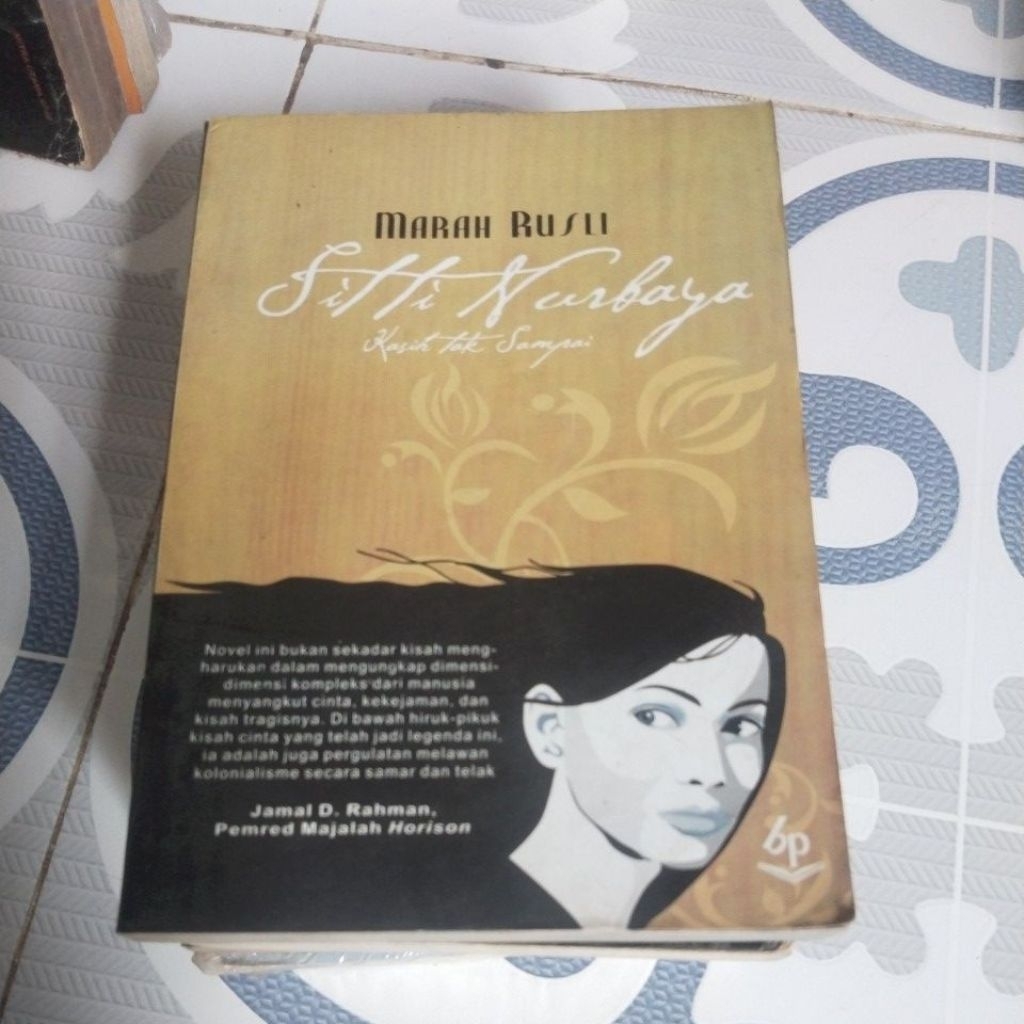 MARAH RUSLI
Sitti Nurbaya
Kasih tak Sampai
Novel ini bukan sekadar kisah meng-
harukan dalam mengungkap dimensi-
dimensi kompleks dari manusia
menyangkut cinta, kekejaman, dan
kisah tragisnya. Di bawah hiruk-pikuk
kisah cinta yang telah jadi legenda ini,
ia adalah juga pergulatan melawan
kolonialisme secara samar dan telak
Jamal D. Rahman,
Pemred Majalah Horison
bp